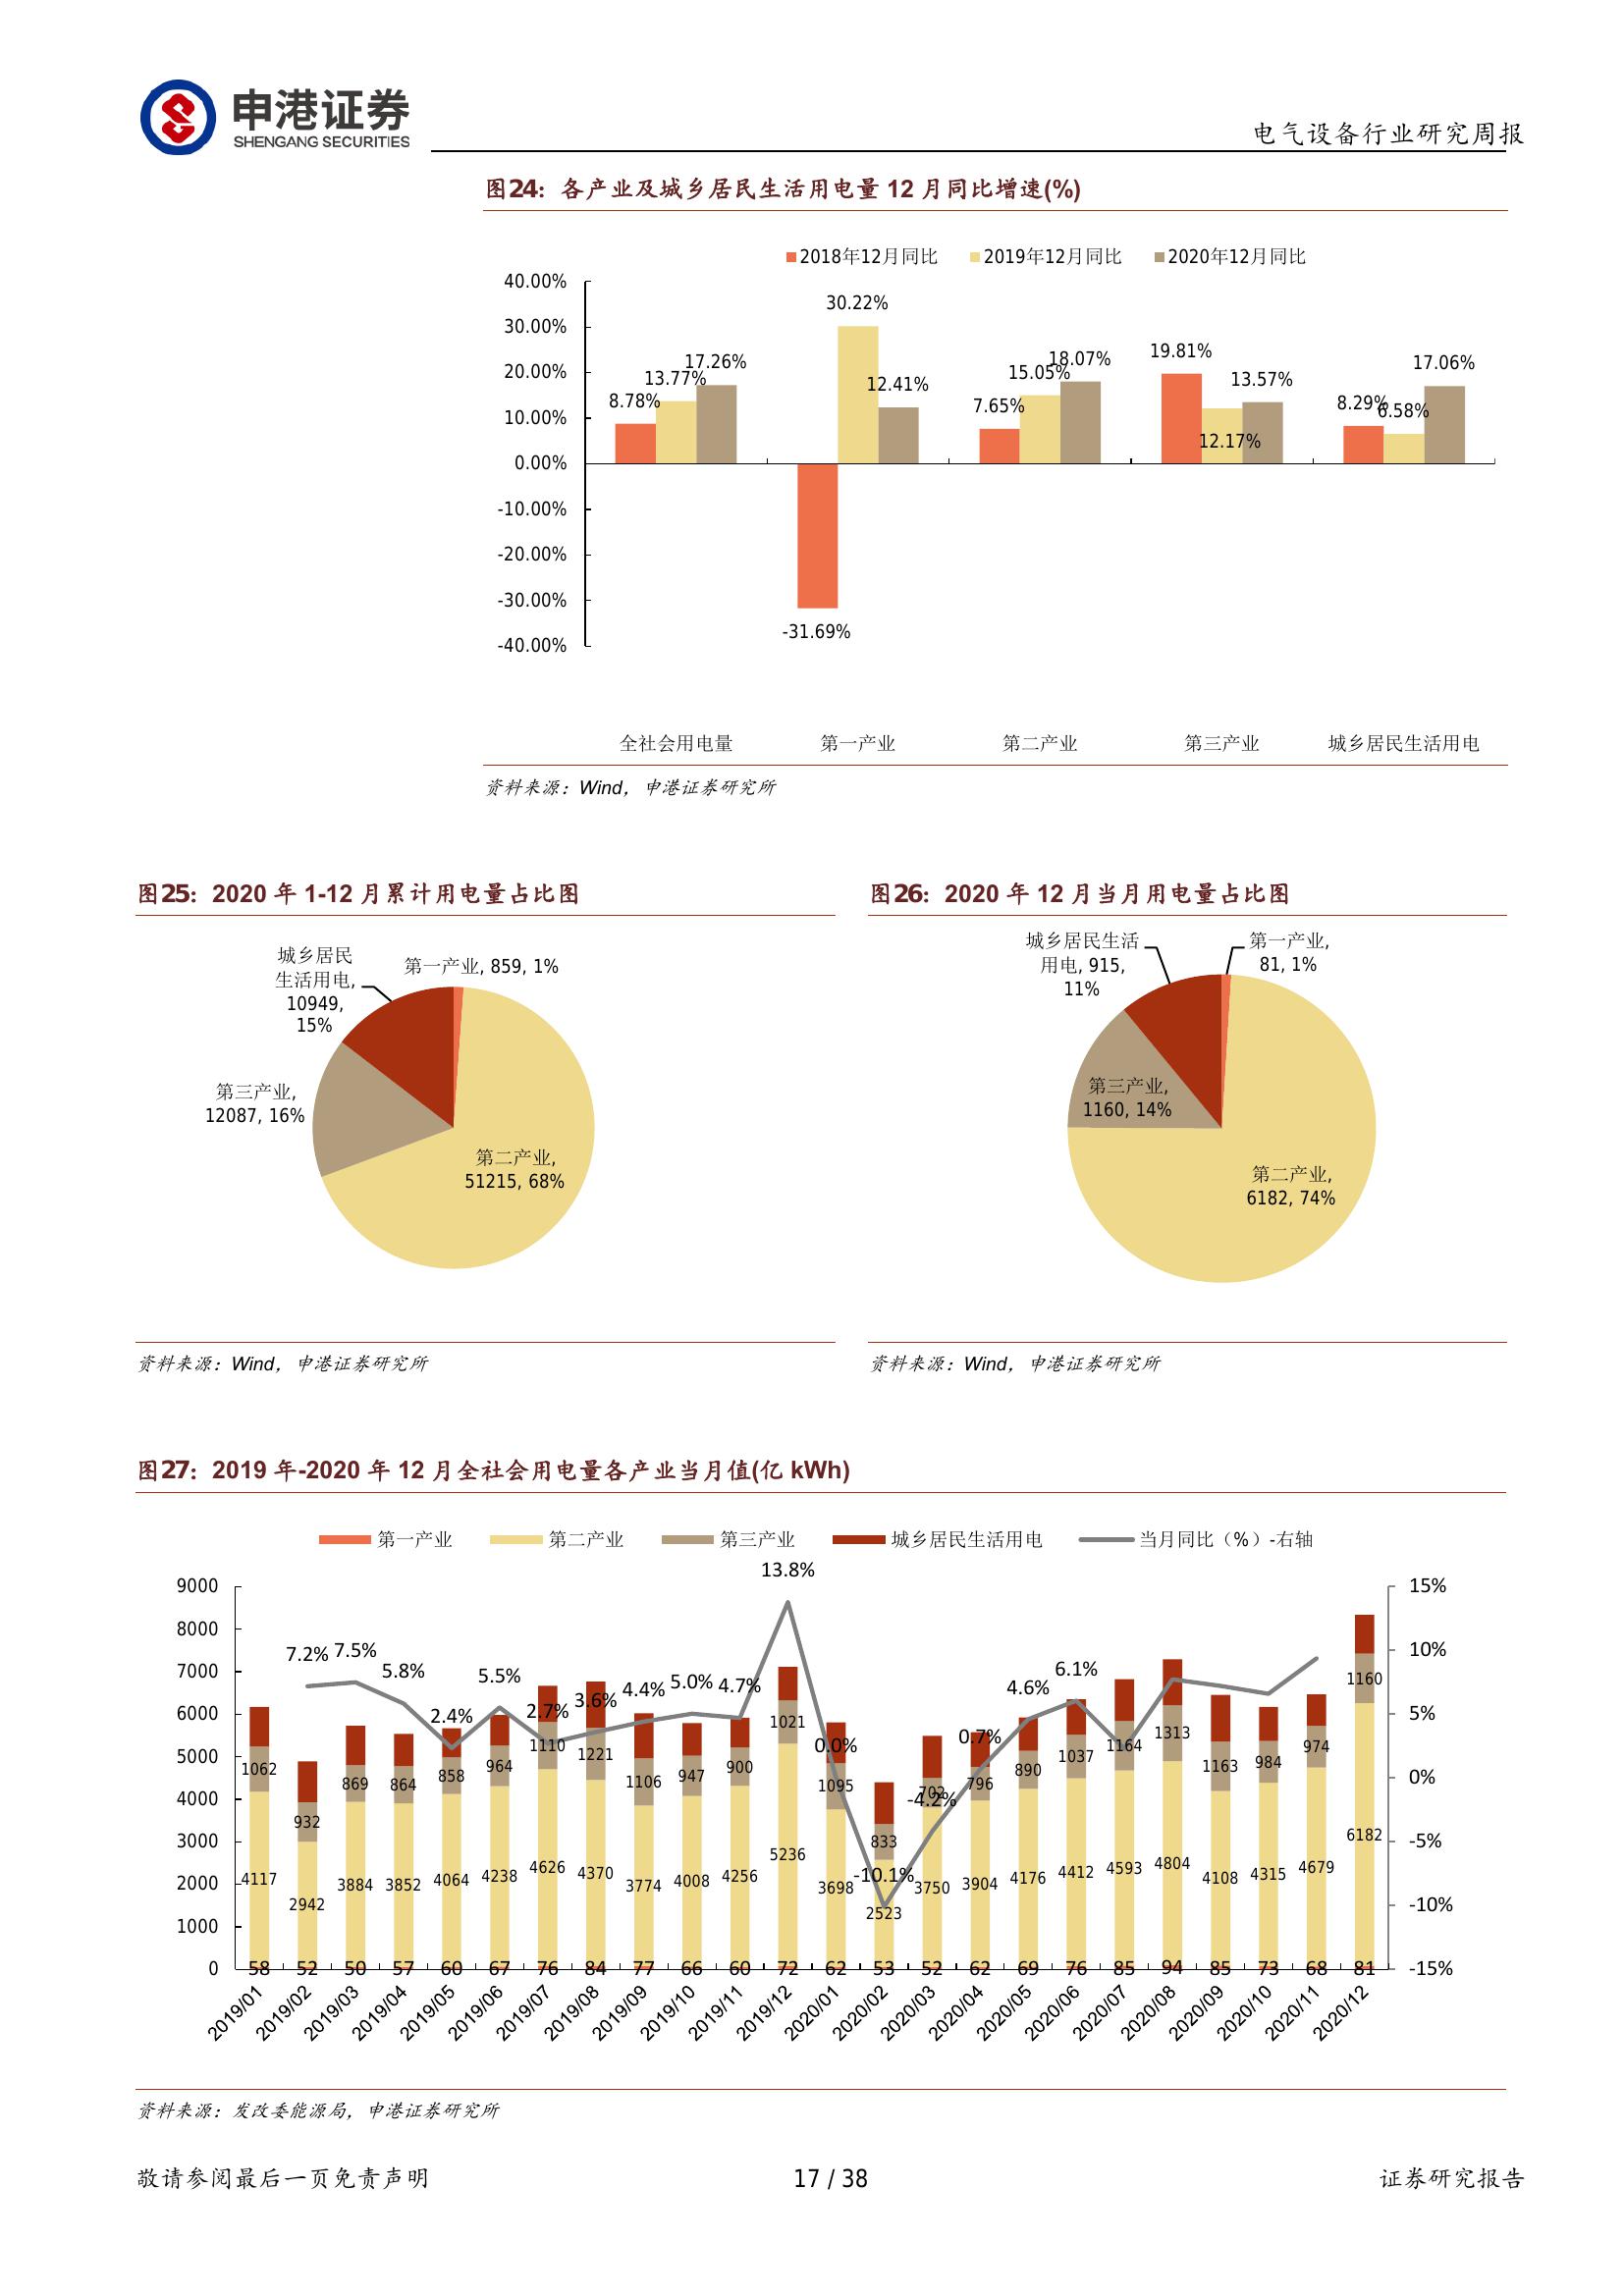 申港证券
SHENGANG SECURITIES
电气设备行业研究周报
图24：各产业及城乡居民生活用电量 12 月同比增速(%)
2018年12月同比 2019年12月同比 2020年12月同比
40.00%
30.00%
20.00%
10.00%
0.00%
-10.00%
-20.00%
-30.00%
-40.00%
8.78% 13.77% 17.26%
-31.69% 30.22% 12.41%
7.65% 15.05% 18.07%
19.81% 12.17% 13.57%
8.29% 6.58% 17.06%
全社会用电量 第一产业 第二产业 第三产业 城乡居民生活用电
资料来源：Wind，申港证券研究所
图25：2020 年 1-12 月累计用电量占比图
城乡居民
生活用电,
10949,
15%
第一产业, 859, 1%
第三产业,
12087, 16%
第二产业,
51215, 68%
资料来源：Wind，申港证券研究所
图26：2020 年 12 月当月用电量占比图
城乡居民生活
用电, 915,
11%
第一产业,
81, 1%
第三产业,
1160, 14%
第二产业,
6182, 74%
资料来源：Wind，申港证券研究所
图27：2019 年-2020 年 12 月全社会用电量各产业当月值(亿 kWh)
第一产业 第二产业 第三产业 城乡居民生活用电 当月同比（%）-右轴
9000
8000
7000
6000
5000
4000
3000
2000
1000
0
15%
10%
5%
0%
-5%
-10%
-15%
7.2% 7.5% 5.8% 2.4% 5.5% 2.7% 3.6% 4.4% 5.0% 4.7% 13.8% 0.0% -10.1% -4.2% 0.7% 4.6% 6.1%
1062 932 869 864 858 964 1110 1221 1106 947 900 1021 1095 833 702 796 890 1037 1164 1313 1163 984 974 1160
4117 2942 3884 3852 4064 4238 4626 4370 3774 4008 4256 5236 3698 2523 3750 3904 4176 4412 4593 4804 4108 4315 4679 6182
58 52 50 57 60 67 76 84 77 66 60 72 62 53 52 62 69 76 85 94 85 73 68 81
2019/01 2019/02 2019/03 2019/04 2019/05 2019/06 2019/07 2019/08 2019/09 2019/10 2019/11 2019/12 2020/01 2020/02 2020/03 2020/04 2020/05 2020/06 2020/07 2020/08 2020/09 2020/10 2020/11 2020/12
资料来源：发改委能源局，申港证券研究所
敬请参阅最后一页免责声明
17 / 38
证券研究报告